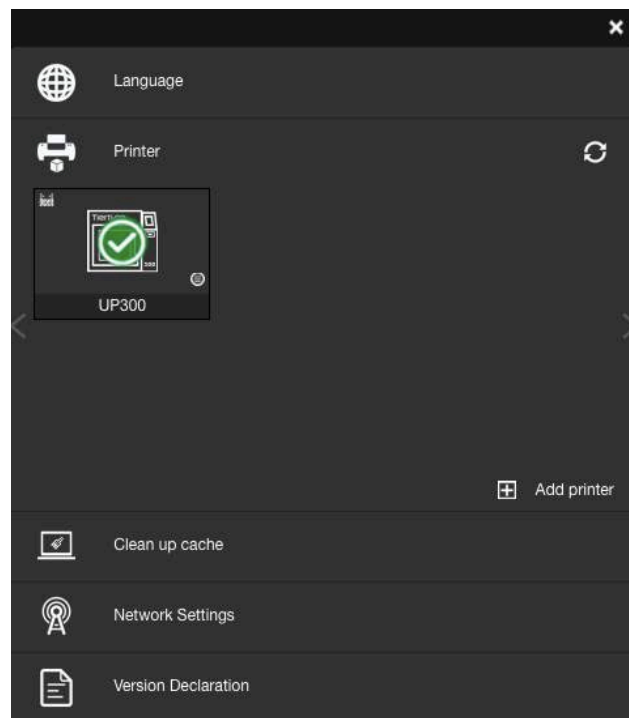 Language
Printer
UP300
Add printer
Clean up cache
Network Settings
Version Declaration